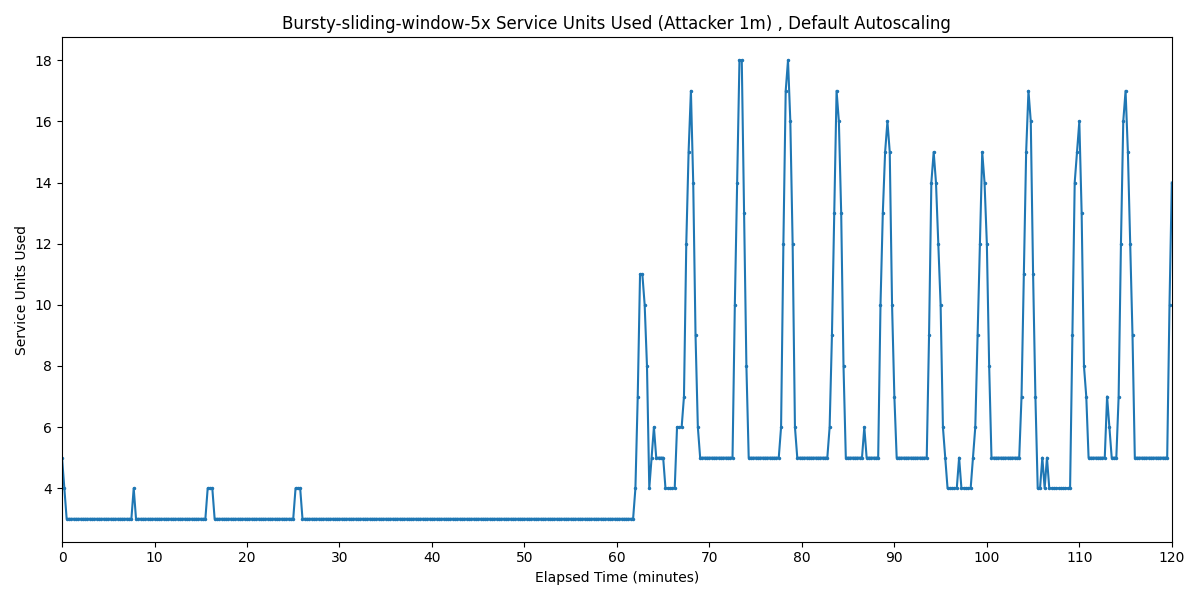 Bursty-sliding-window-5x Service Units Used (Attacker 1m) , Default Autoscaling
18
16
14
12
10
8
6
4
Service Units Used
0 10 20 30 40 50 60 70 80 90 100 110 120
Elapsed Time (minutes)